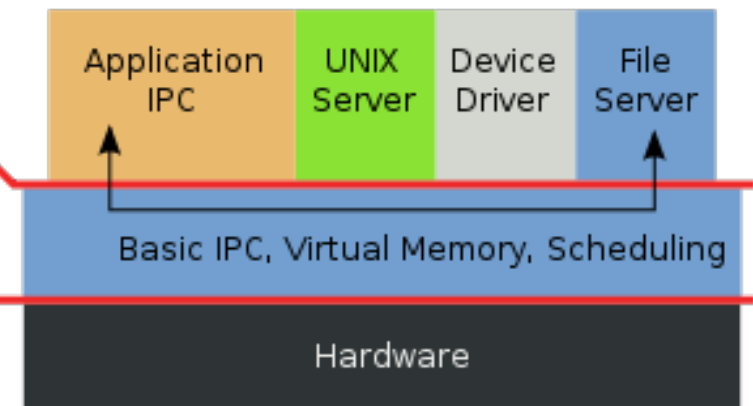 Application
IPC
UNIX
Server
Device
Driver
File
Server
Basic IPC, Virtual Memory, Scheduling
Hardware